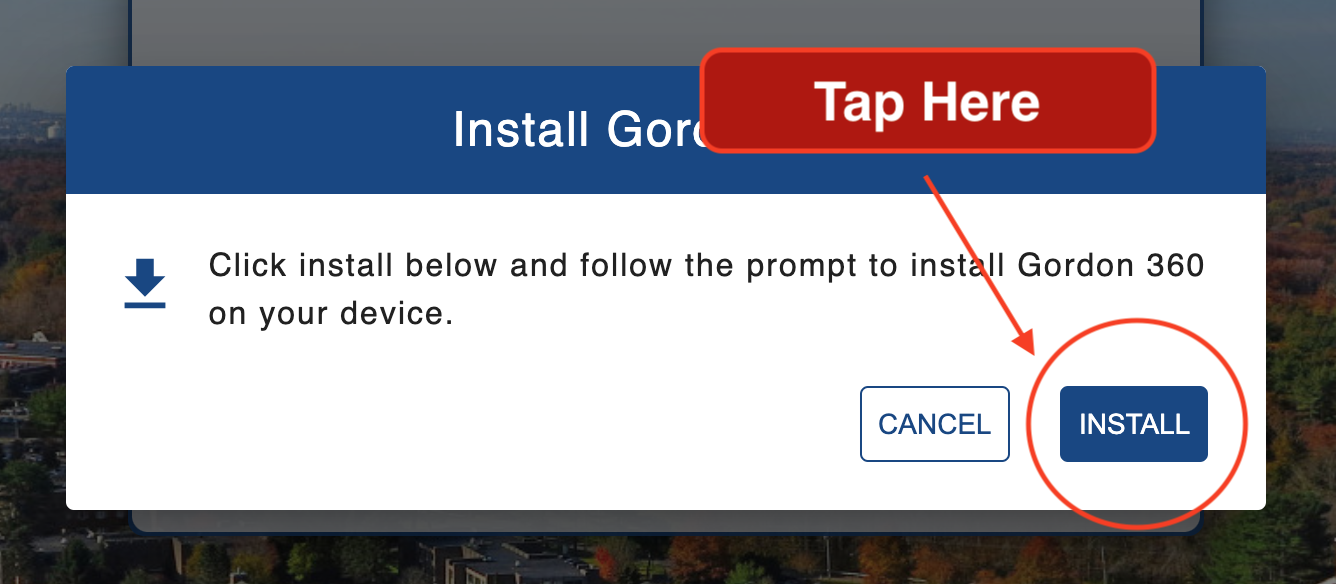 Tap Here
Install Gord
Click install below and follow the prompt to install Gordon 360
on your device.
CANCEL
INSTALL